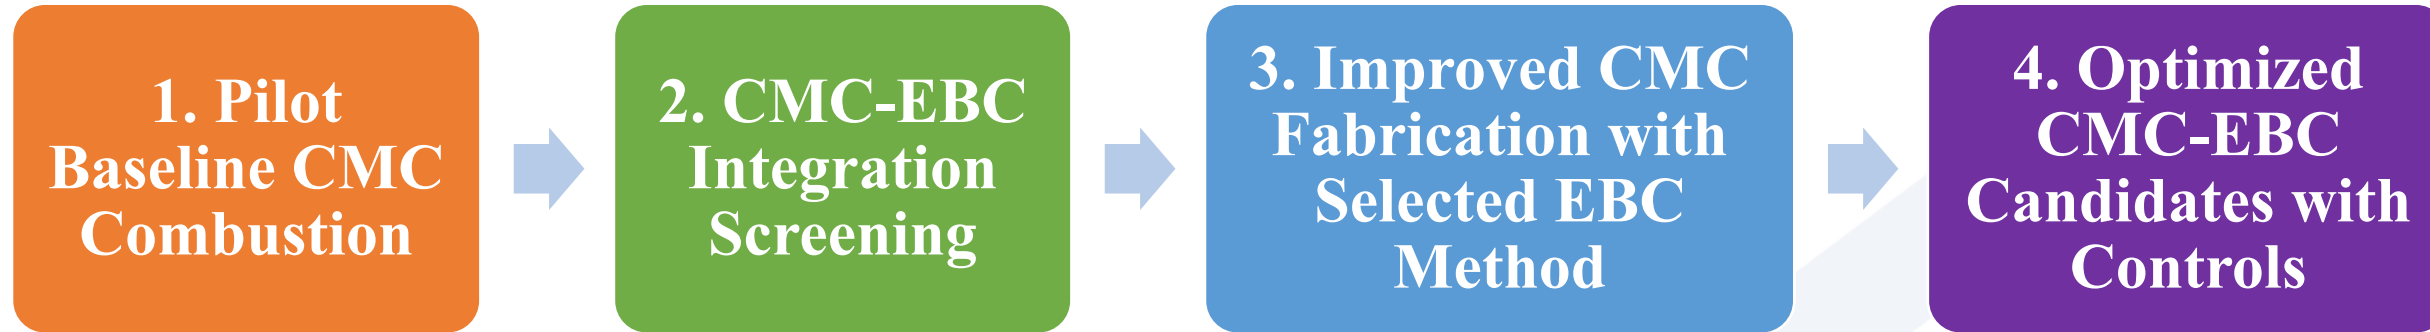 1. Pilot
Baseline CMC
Combustion
2. CMC-EBC
Integration
Screening
3. Improved CMC
Fabrication with
Selected EBC
Method
4. Optimized
CMC-EBC
Candidates with
Controls